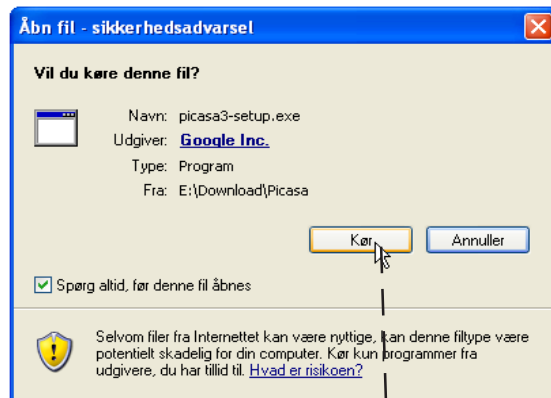 Åbn fil - sikkerhedsadvarsel
Vil du køre denne fil?
Navn: picasa3-setup.exe
Udgiver: Google Inc.
Type: Program
Fra: E:\Download\Picasa
Kør
Annuller
Spørg altid, før denne fil åbnes
Selvom filer fra Internettet kan være nyttige, kan denne filtype være
potentielt skadelig for din computer. Kør kun programmer fra
udgivere, du har tillid til. Hvad er risikoen?